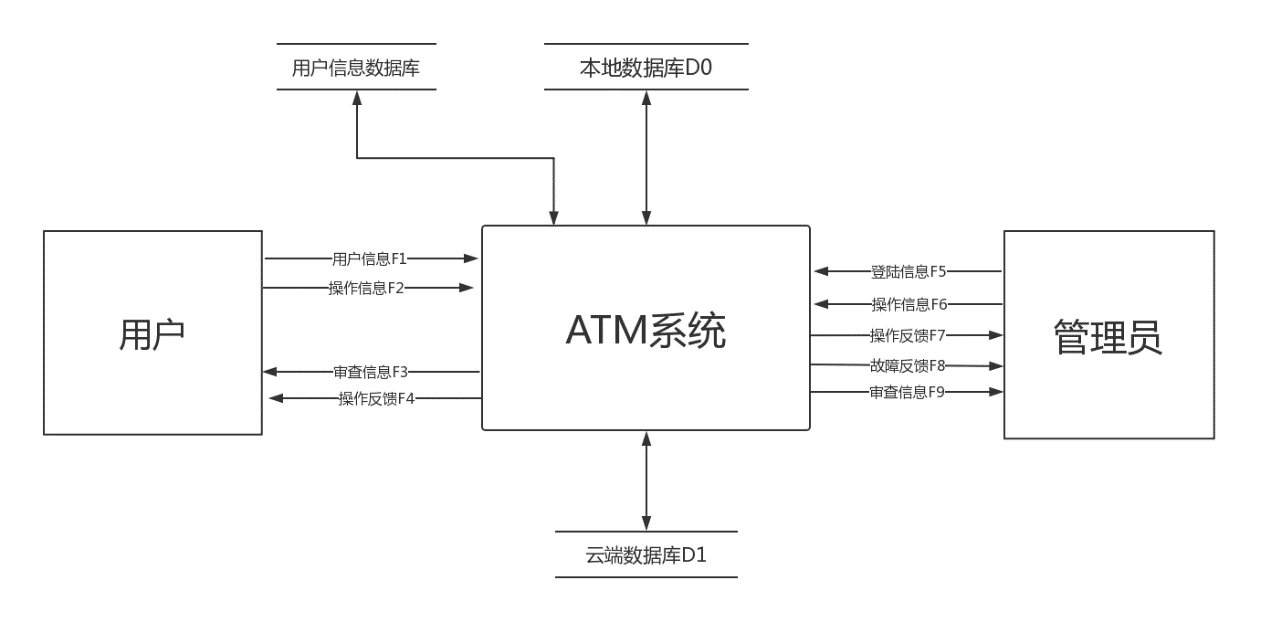 用户信息数据库
本地数据库D0
用户
用户信息F1
操作信息F2
审查信息F3
操作反馈F4
ATM系统
登陆信息F5
操作信息F6
操作反馈F7
故障反馈F8
审查信息F9
管理员
云端数据库D1